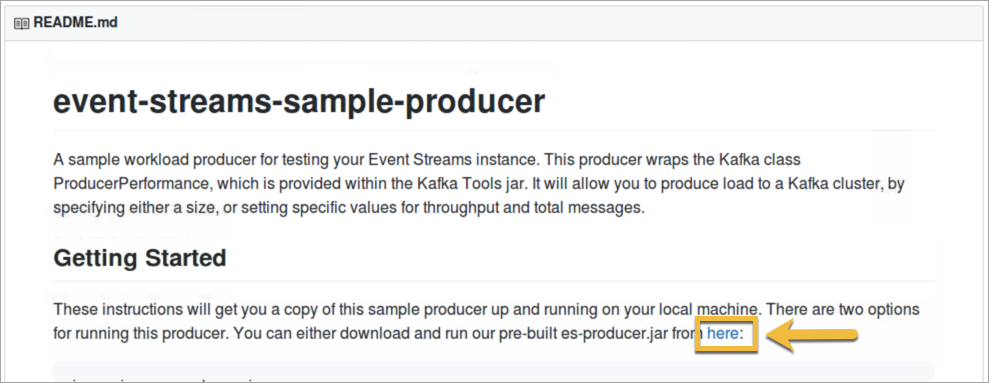 README.md
event-streams-sample-producer
A sample workload producer for testing your Event Streams instance. This producer wraps the Kafka class
ProducerPerformance, which is provided within the Kafka Tools jar. It will allow you to produce load to a Kafka cluster, by
specifying either a size, or setting specific values for throughput and total messages.
Getting Started
These instructions will get you a copy of this sample producer up and running on your local machine. There are two options
for running this producer. You can either download and run our pre-built es-producer.jar from here: